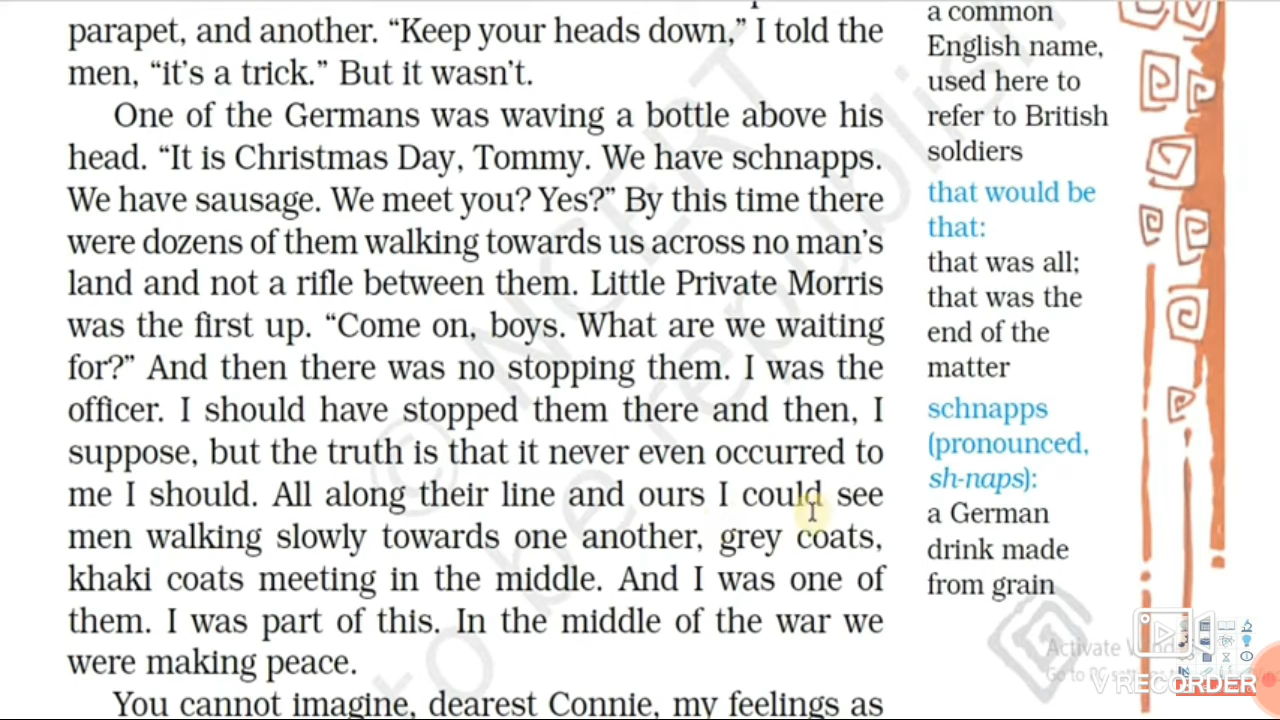 parapet, and another. “Keep your heads down,” I told the
men, “it's a trick.” But it wasn't.
One of the Germans was waving a bottle above his
head. “It is Christmas Day, Tommy. We have schnapps.
We have sausage. We meet you? Yes?” By this time there
were dozens of them walking towards us across no man's
land and not a rifle between them. Little Private Morris
was the first up. “Come on, boys. What are we waiting
for?” And then there was no stopping them. I was the
officer. I should have stopped them there and then, I
suppose, but the truth is that it never even occurred to
me I should. All along their line and ours I could see
men walking slowly towards one another, grey coats,
khaki coats meeting in the middle. And I was one of
them. I was part of this. In the middle of the war we
were making peace.
You cannot imagine, dearest Connie, my feelings as
a common
English name,
used here to
refer to British
soldiers
that would be
that:
that was all;
that was the
end of the
matter
schnapps
(pronounced,
sh-naps):
a German
drink made
from grain
© NCERT
to be republish
Activate
Go to PC
V RECORDER